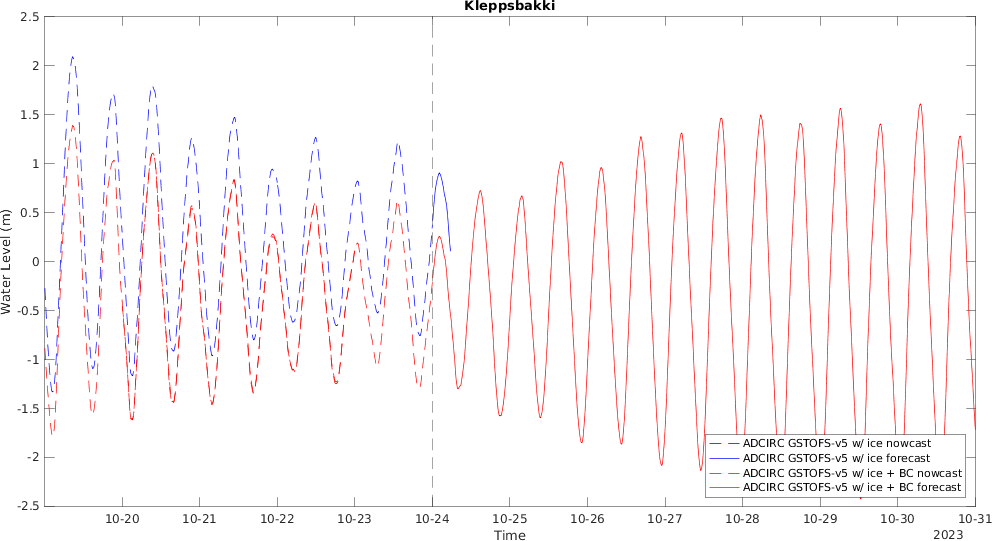 Kleppsbakki
2.5
2
1.5
1
0.5
0
-0.5
-1
-1.5
-2
-2.5
Water Level (m)
ADCIRC GSTOFS-v5 w/ ice nowcast
ADCIRC GSTOFS-v5 w/ ice forecast
ADCIRC GSTOFS-v5 w/ ice + BC nowcast
ADCIRC GSTOFS-v5 w/ ice + BC forecast
10-20 10-21 10-22 10-23 10-24 10-25 10-26 10-27 10-28 10-29 10-30 10-31
Time
2023